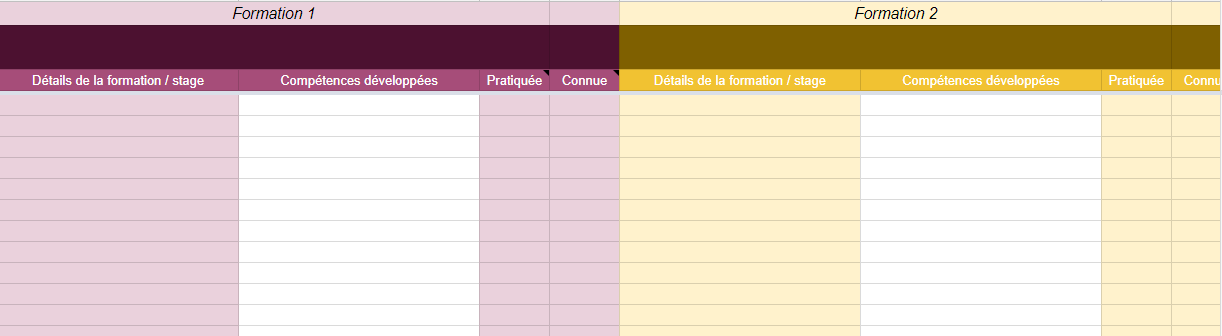 Formation 1
Formation 2
Détails de la formation / stage
Compétences développées
Pratiquée
Connue
Détails de la formation / stage
Compétences développées
Pratiquée
Connu